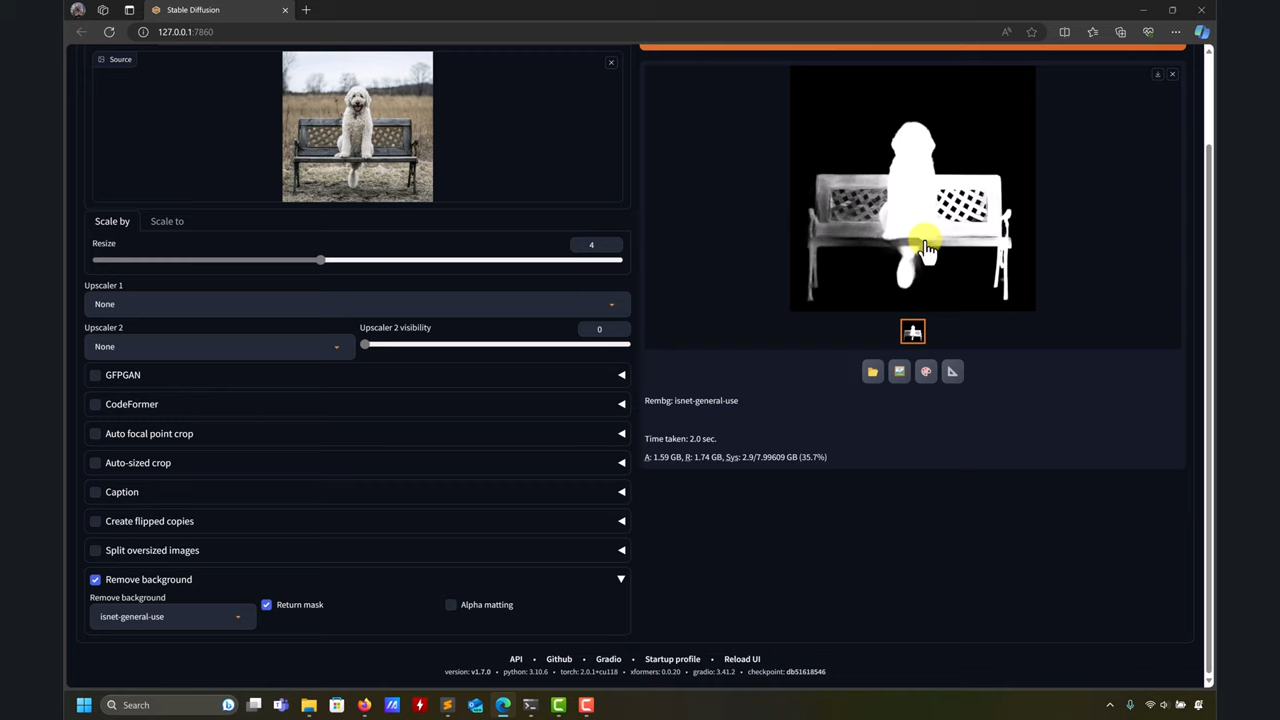 Stable Diffusion
127.0.0.1:7860
Source
Scale by
Scale to
Resize
4
Upscaler 1
None
Upscaler 2
Upscaler 2 visibility
0
None
GFPGAN
CodeFormer
Auto focal point crop
Auto-sized crop
Caption
Create flipped copies
Split oversized images
Remove background
Remove background
isnet-general-use
Return mask
Alpha matting
Rembg: isnet-general-use
Time taken: 2.0 sec.
A: 1.59 GB, R: 1.74 GB, Sys: 2.9/7.99609 GB (35.7%)
API • Github • Gradio • Startup profile • Reload UI
version: v1.7.0 • python: 3.10.6 • torch: 2.0.1+cu118 • xformers: 0.0.20 • gradio: 3.41.2 • checkpoint: db51618546
Search